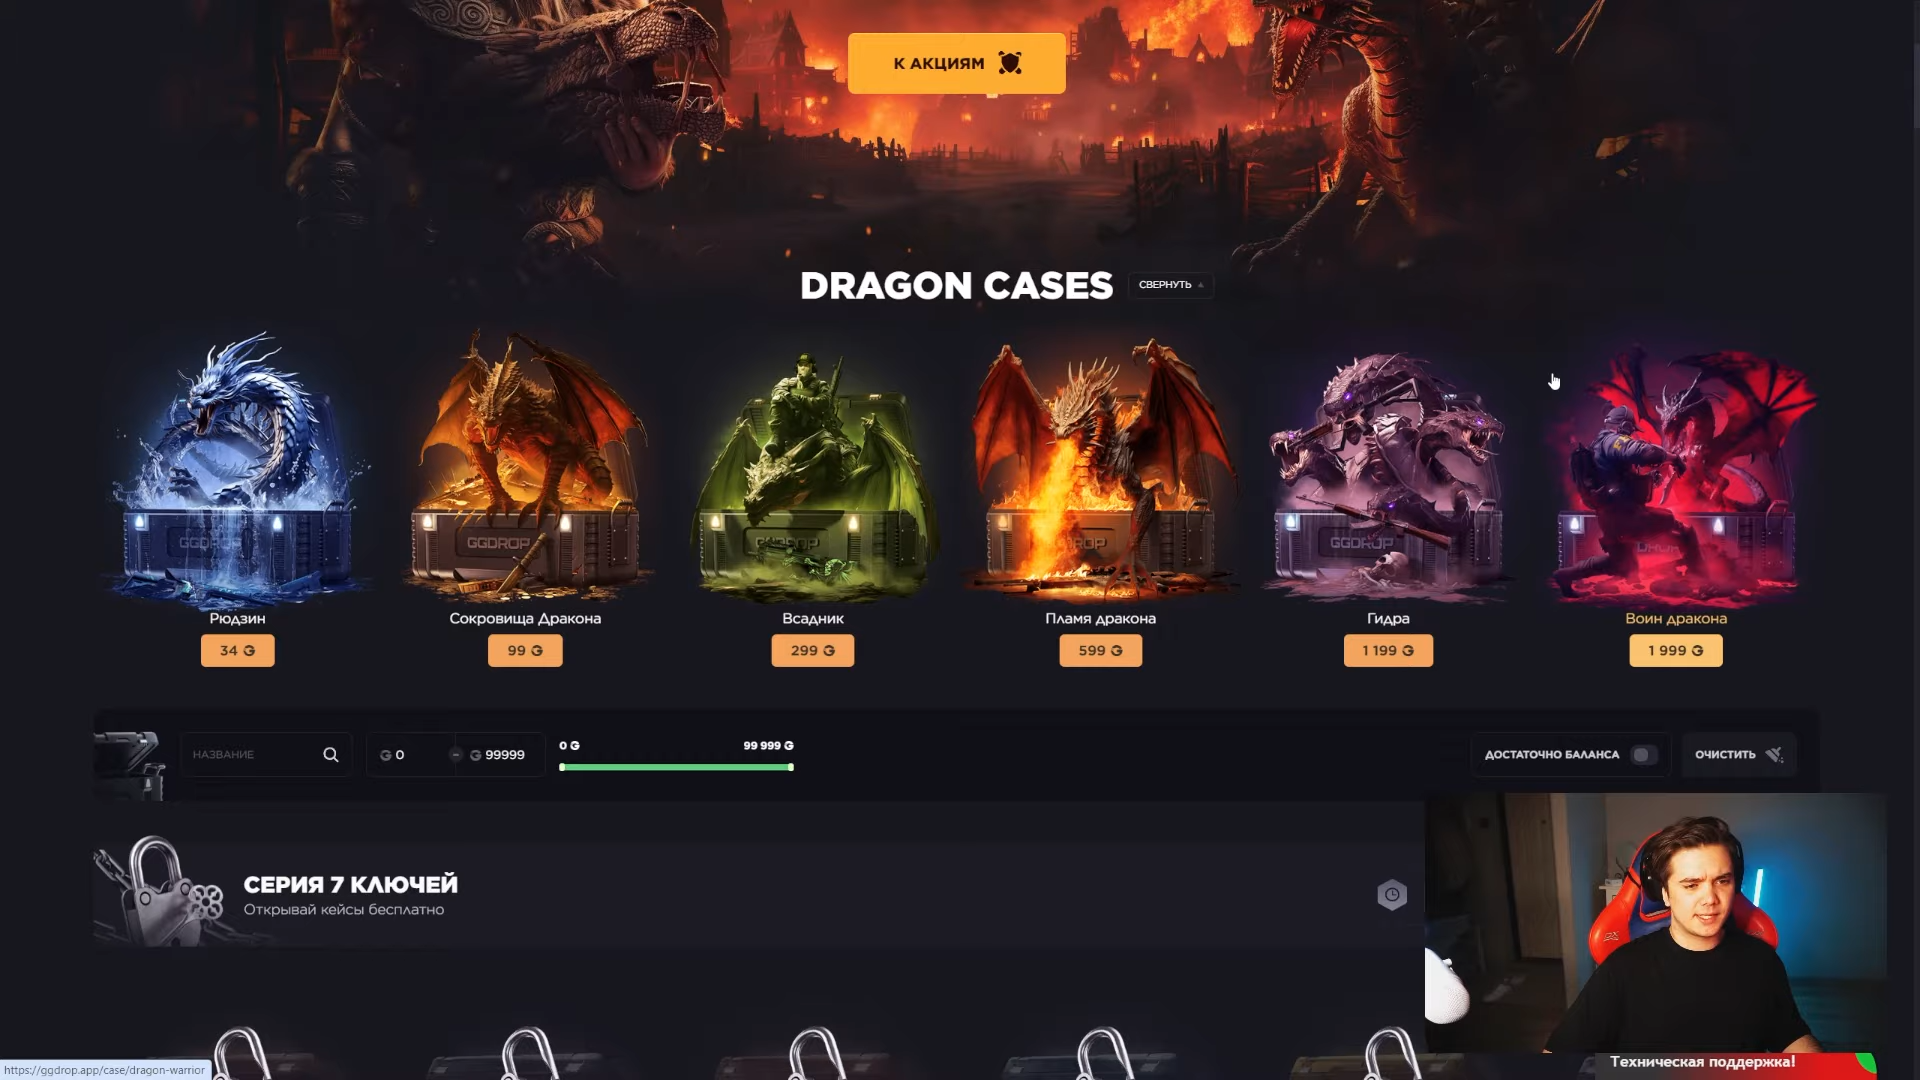 К АКЦИЯМ
DRAGON CASES
СВЕРНУТЬ
GGDROP
GGDROP
GGDROP
Рюдзин
Сокровища Дракона
Всадник
Пламя дракона
Гидра
Воин дракона
34 G
99 G
299 G
599 G
1 199 G
1 999 G
НАЗВАНИЕ
G 0 - G 99999
0 G
99 999 G
ДОСТАТОЧНО БАЛАНСА
ОЧИСТИТЬ
СЕРИЯ 7 КЛЮЧЕЙ
Открывай кейсы бесплатно
https://ggdrop.app/case/dragon-warrior
Техническая поддержка!